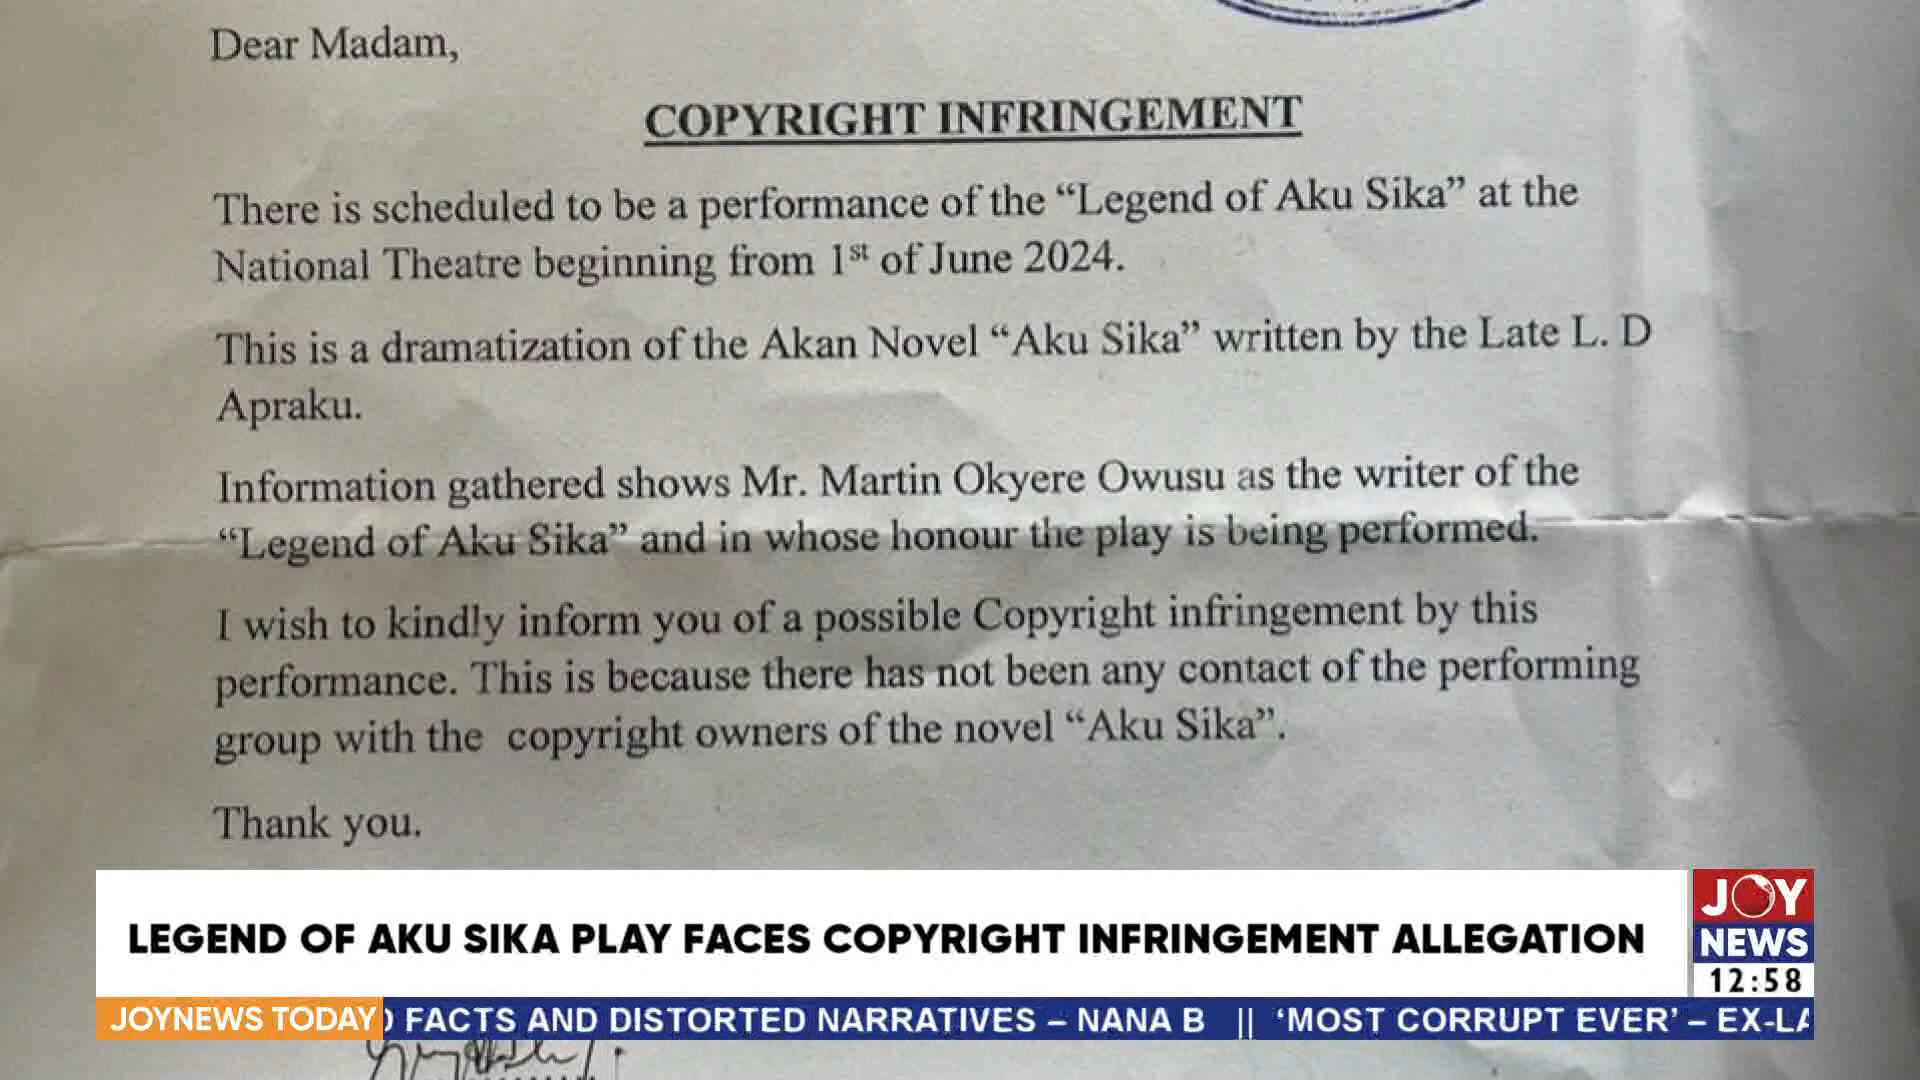 Dear Madam,
COPYRIGHT INFRINGEMENT
There is scheduled to be a performance of the “Legend of Aku Sika” at the
National Theatre beginning from 1st of June 2024.
This is a dramatization of the Akan Novel “Aku Sika” written by the Late L. D
Apraku.
Information gathered shows Mr. Martin Okyere Owusu as the writer of the
“Legend of Aku Sika” and in whose honour the play is being performed.
I wish to kindly inform you of a possible Copyright infringement by this
performance. This is because there has not been any contact of the performing
group with the copyright owners of the novel “Aku Sika”.
Thank you.
LEGEND OF AKU SIKA PLAY FACES COPYRIGHT INFRINGEMENT ALLEGATION
JOY
NEWS
12:58
JOYNEWS TODAY
FACTS AND DISTORTED NARRATIVES – NANA B || ‘MOST CORRUPT EVER’ – EX-LA